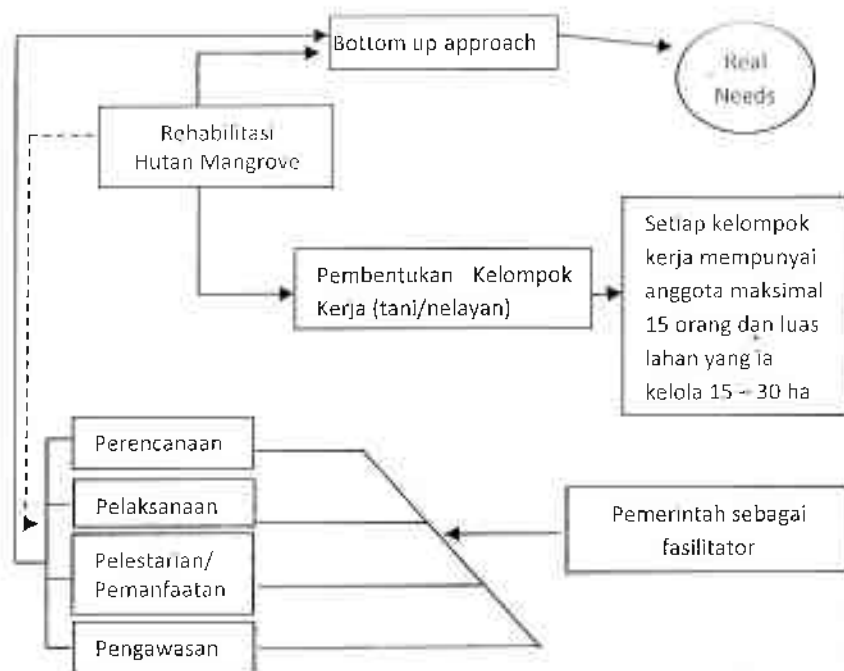 Bottom up approach
Real
Needs
Rehabilitasi
Hutan Mangrove
Pembentukan Kelompok
Kerja (tani/nelayan)
Setiap kelompok
kerja mempunyai
anggota maksimal
15 orang dan luas
lahan yang ia
kelola 15 – 30 ha
Perencanaan
Pelaksanaan
Pelestarian/
Pemanfaatan
Pengawasan
Pemerintah sebagai
fasilitator